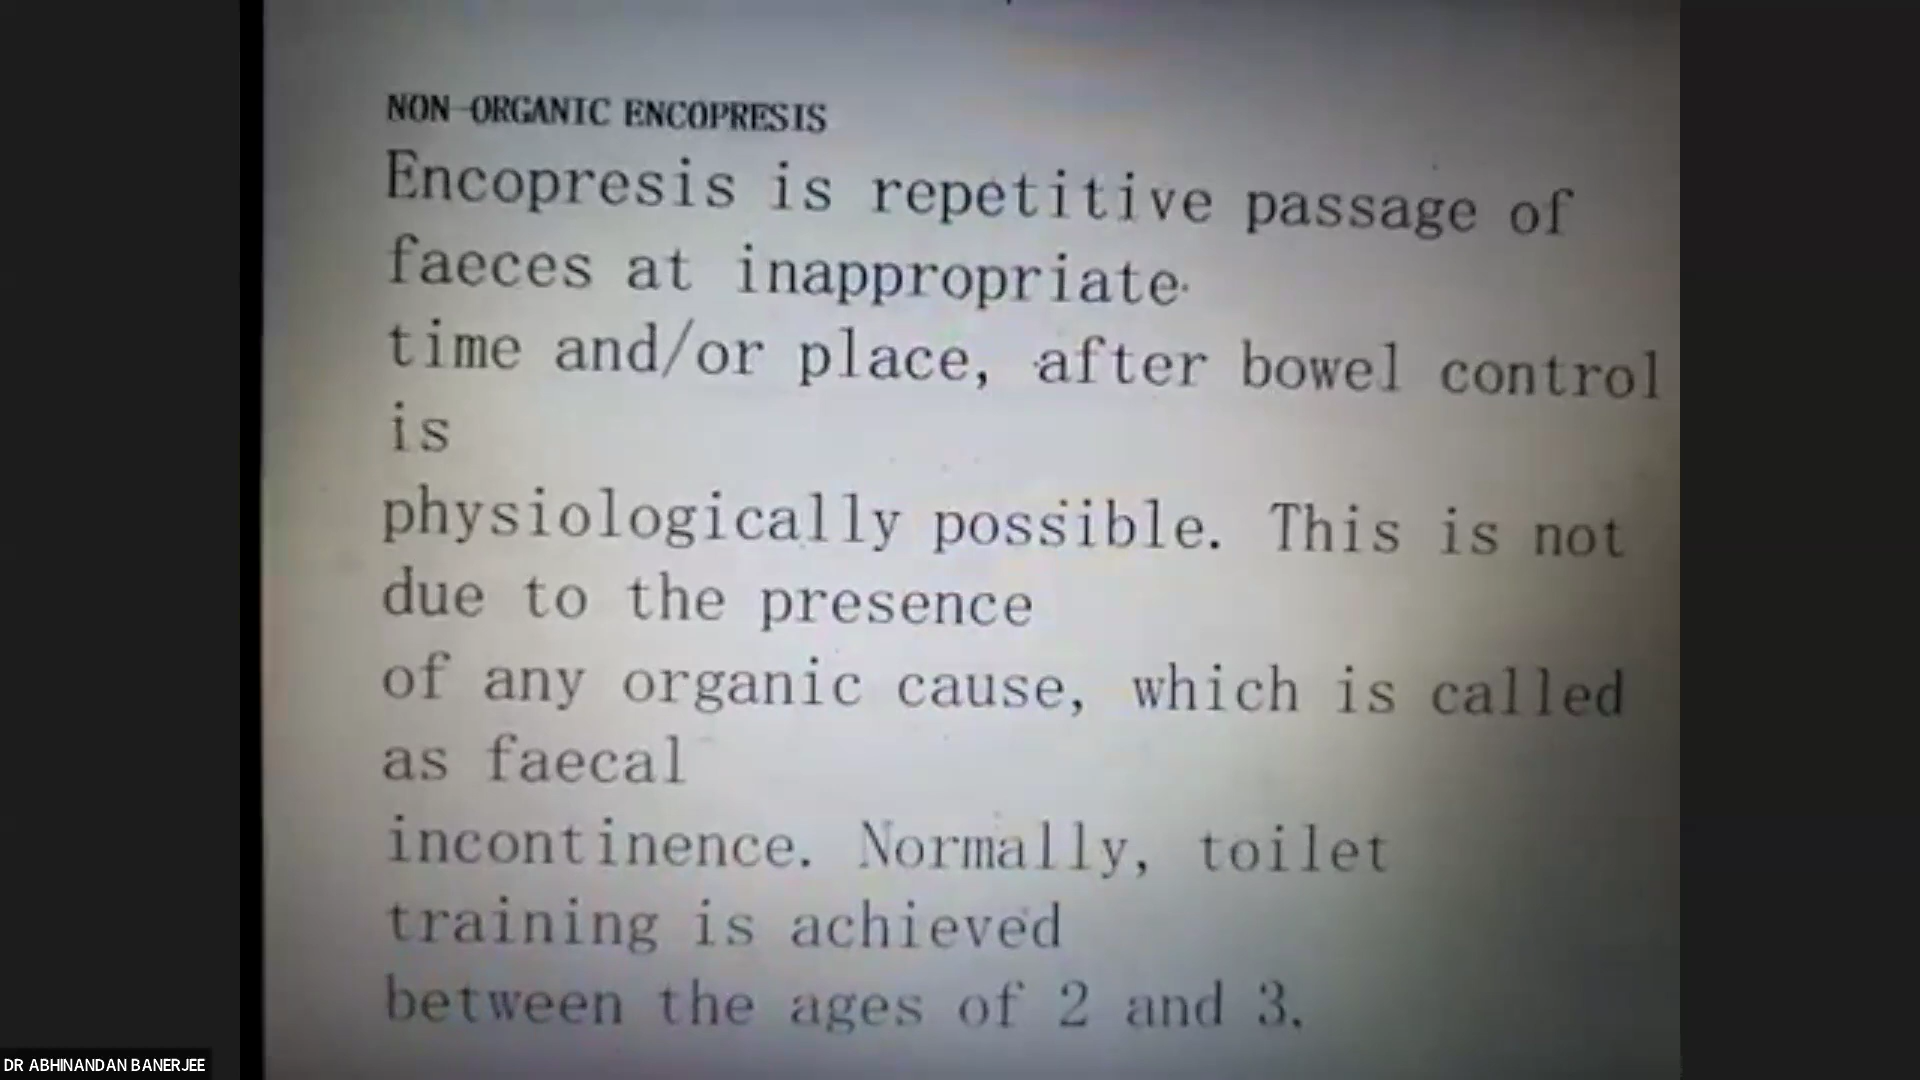 NON-ORGANIC ENCOPRESIS
Encopresis is repetitive passage of
faeces at inappropriate
time and/or place, after bowel control
is
physiologically possible. This is not
due to the presence
of any organic cause, which is called
as faecal
incontinence. Normally, toilet
training is achieved
between the ages of 2 and 3.
DR ABHINANDAN BANERJEE